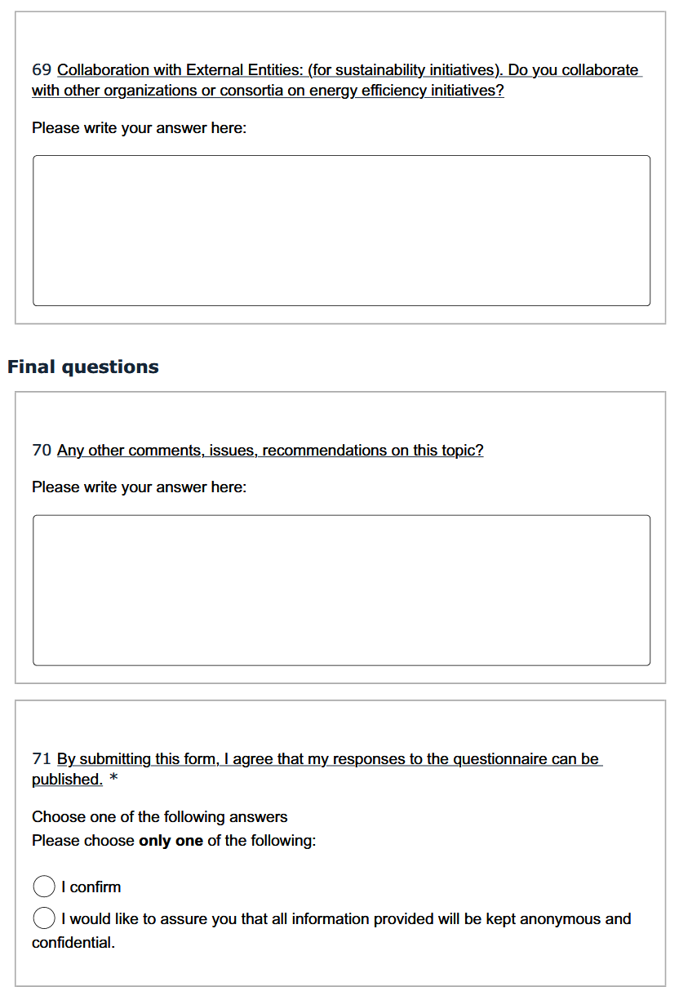 69 Collaboration with External Entities: (for sustainability initiatives). Do you collaborate
with other organizations or consortia on energy efficiency initiatives?
Please write your answer here:
Final questions
70 Any other comments, issues, recommendations on this topic?
Please write your answer here:
71 By submitting this form, I agree that my responses to the questionnaire can be
published. *
Choose one of the following answers
Please choose only one of the following:
I confirm
I would like to assure you that all information provided will be kept anonymous and
confidential.